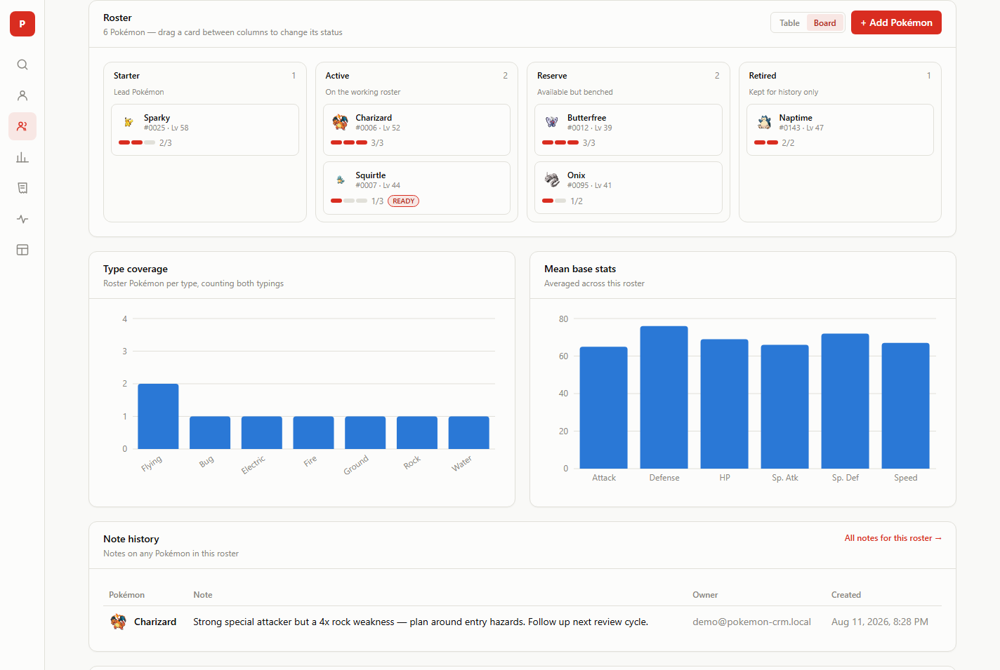 P
Roster
6 Pokémon — drag a card between columns to change its status
Table
Board
+ Add Pokémon
Starter 1
Lead Pokémon
Sparky
#0025 · Lv 58
2/3
Active 2
On the working roster
Charizard
#0006 · Lv 52
3/3
Squirtle
#0007 · Lv 44
1/3 READY
Reserve 2
Available but benched
Butterfree
#0012 · Lv 39
3/3
Onix
#0095 · Lv 41
1/2
Retired 1
Kept for history only
Naptime
#0143 · Lv 47
2/2
Type coverage
Roster Pokémon per type, counting both typings
4
3
2
1
0
Flying Bug Electric Fire Ground Rock Water
Mean base stats
Averaged across this roster
80
60
40
20
0
Attack Defense HP Sp. Atk Sp. Def Speed
Note history
Notes on any Pokémon in this roster
All notes for this roster →
Pokémon Note Owner Created
Charizard Strong special attacker but a 4x rock weakness — plan around entry hazards. Follow up next review cycle. demo@pokemon-crm.local Aug 11, 2026, 8:28 PM